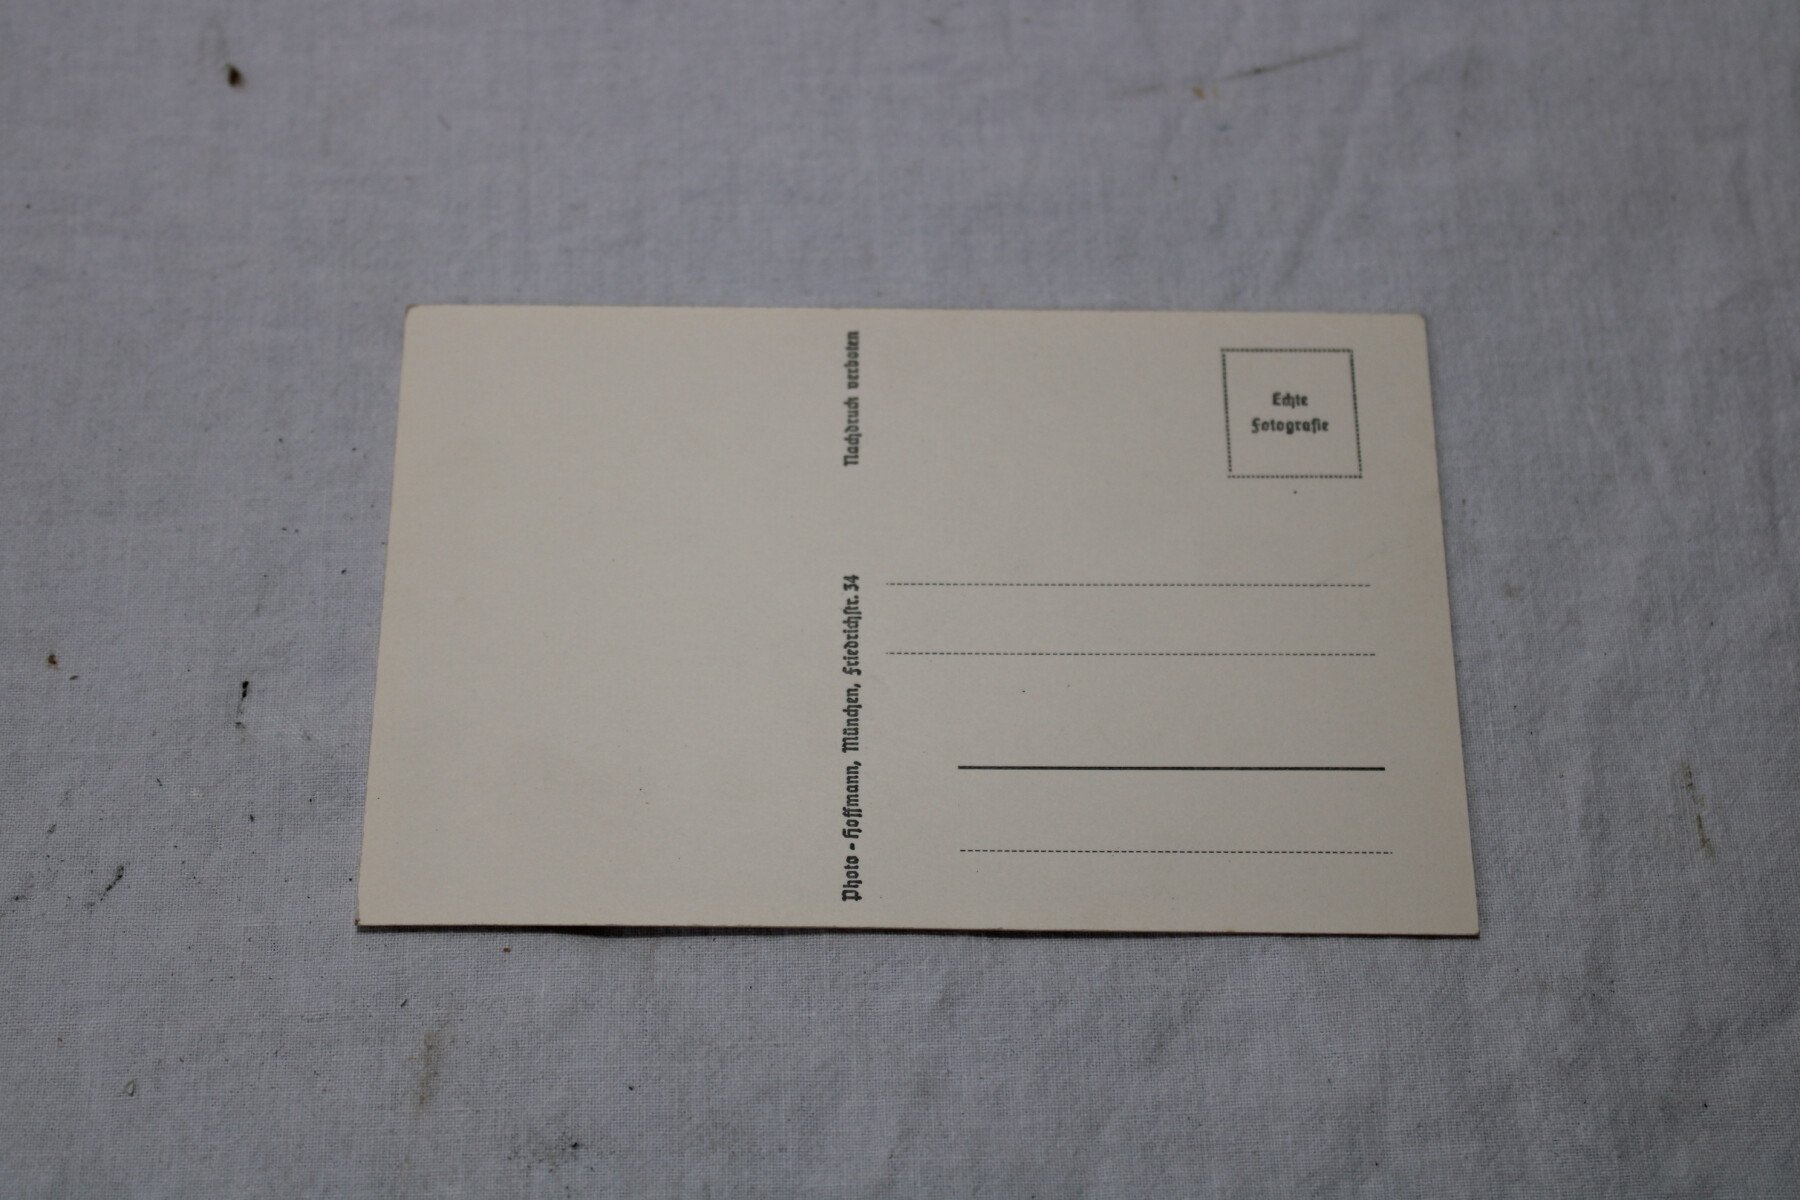 Nachdruck verboten
Photo - Hoffmann, München, Friedrichstr. 34
Echte
Fotografie